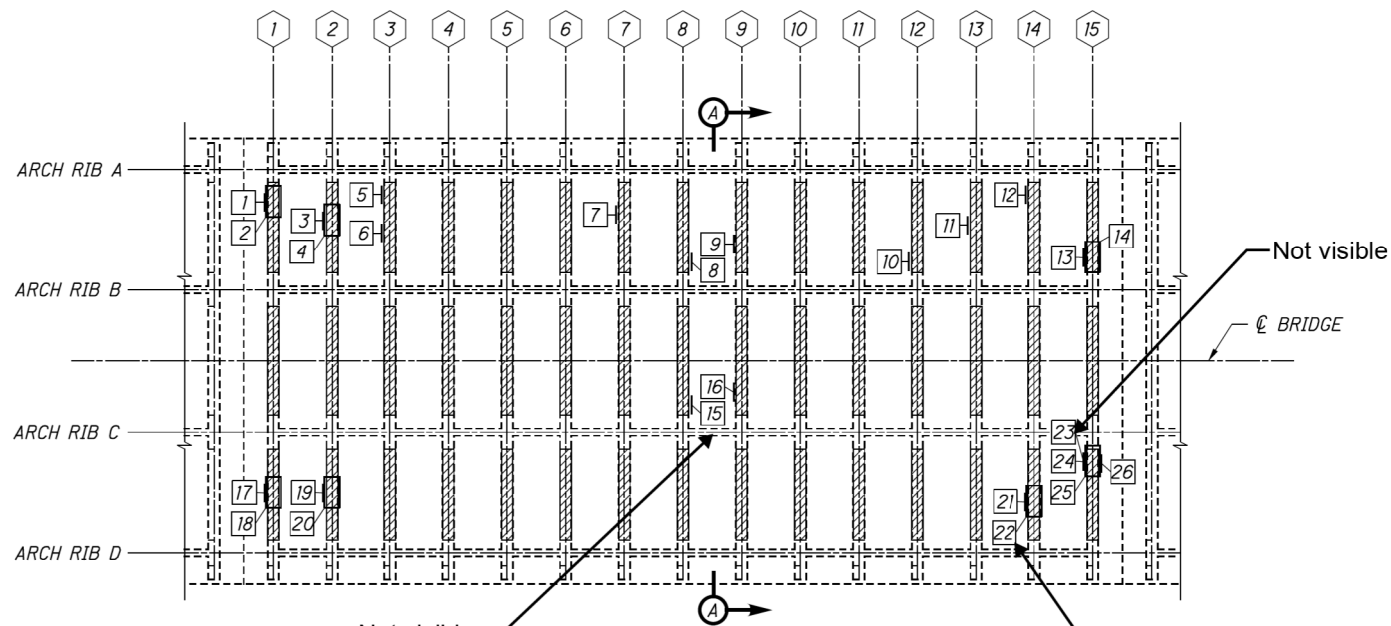 1 2 3 4 5 6 7 8 9 10 11 12 13 14 15
A
ARCH RIB A
5 12
1 3 7 11
2 4 6 9 14
8 10 13
Not visible
ARCH RIB B
℄ BRIDGE
16
15
ARCH RIB C
23
24 26
17 19 21 25
18 20 22
ARCH RIB D
A